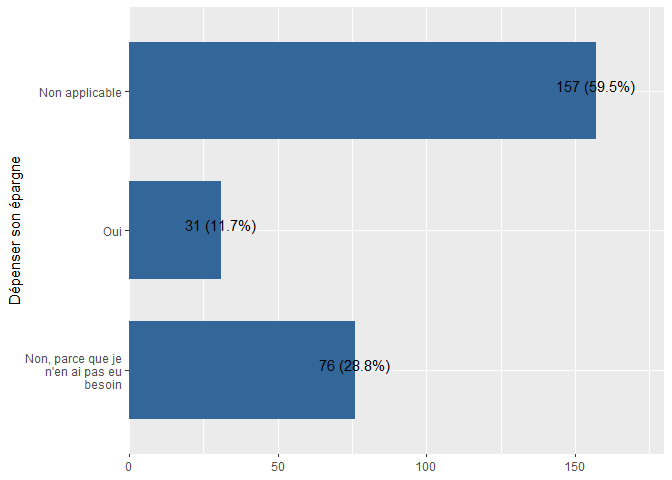 Dépenser son épargne
Non applicable
157 (59.5%)
Oui
31 (11.7%)
Non, parce que je
n'en ai pas eu
besoin
76 (28.8%)
0
50
100
150